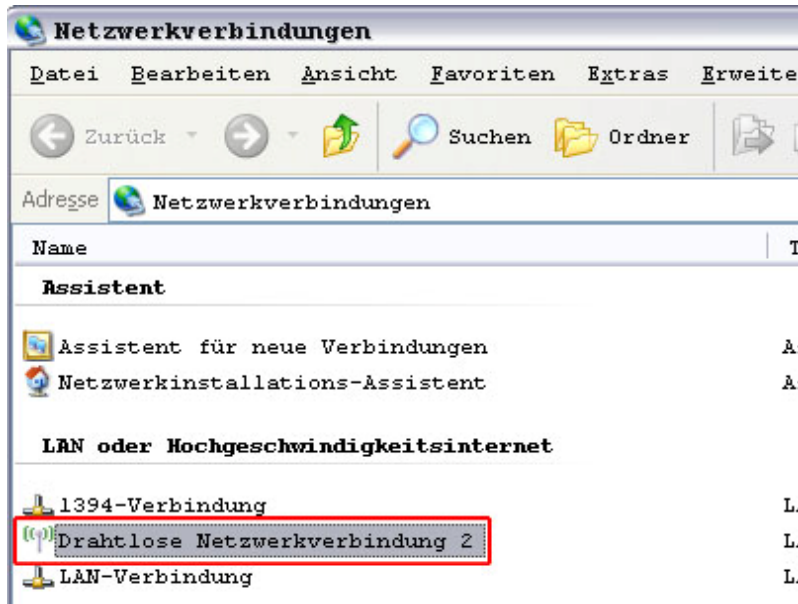 Netzwerkverbindungen
Datei Bearbeiten Ansicht Favoriten Extras Erweite
Zurück Suchen Ordner
Adresse Netzwerkverbindungen
Name T
Assistent
Assistent für neue Verbindungen A
Netzwerkinstallations-Assistent A
LAN oder Hochgeschwindigkeitsinternet
1394-Verbindung L
Drahtlose Netzwerkverbindung 2 L
LAN-Verbindung L